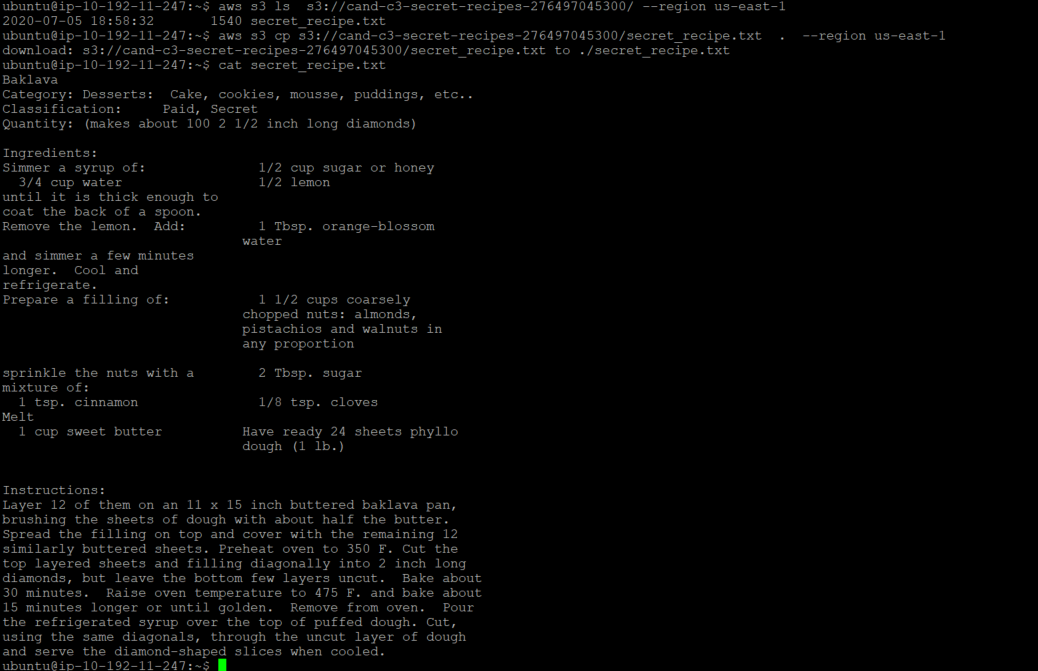 ubuntu@ip-10-192-11-247:~$ aws s3 ls  s3://cand-c3-secret-recipes-276497045300/ --region us-east-1
2020-07-05 18:58:32       1540 secret_recipe.txt
ubuntu@ip-10-192-11-247:~$ aws s3 cp s3://cand-c3-secret-recipes-276497045300/secret_recipe.txt  .  --region us-east-1
download: s3://cand-c3-secret-recipes-276497045300/secret_recipe.txt to ./secret_recipe.txt
ubuntu@ip-10-192-11-247:~$ cat secret_recipe.txt
Baklava
Category: Desserts:  Cake, cookies, mousse, puddings, etc..
Classification:     Paid, Secret
Quantity: (makes about 100 2 1/2 inch long diamonds)

Ingredients:
Simmer a syrup of:              1/2 cup sugar or honey
  3/4 cup water                 1/2 lemon
until it is thick enough to
coat the back of a spoon.
Remove the lemon.  Add:         1 Tbsp. orange-blossom
                              water
and simmer a few minutes
longer.  Cool and
refrigerate.
Prepare a filling of:           1 1/2 cups coarsely
                              chopped nuts: almonds,
                              pistachios and walnuts in
                              any proportion

sprinkle the nuts with a        2 Tbsp. sugar
mixture of:
  1 tsp. cinnamon               1/8 tsp. cloves
Melt
  1 cup sweet butter          Have ready 24 sheets phyllo
                              dough (1 lb.)


Instructions:
Layer 12 of them on an 11 x 15 inch buttered baklava pan,
brushing the sheets of dough with about half the butter.
Spread the filling on top and cover with the remaining 12
similarly buttered sheets. Preheat oven to 350 F. Cut the
top layered sheets and filling diagonally into 2 inch long
diamonds, but leave the bottom few layers uncut.  Bake about
30 minutes.  Raise oven temperature to 475 F. and bake about
15 minutes longer or until golden.  Remove from oven.  Pour
the refrigerated syrup over the top of puffed dough. Cut,
using the same diagonals, through the uncut layer of dough
and serve the diamond-shaped slices when cooled.
ubuntu@ip-10-192-11-247:~$